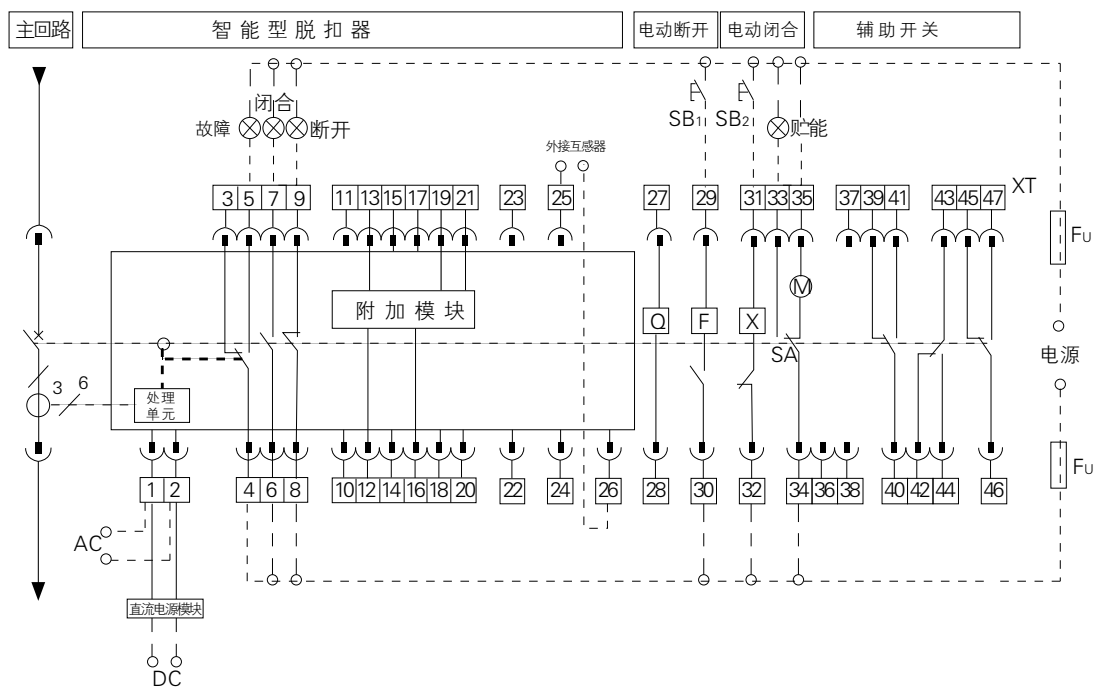 主回路 智能型脱扣器 电动断开 电动闭合 辅助开关
闭合
故障 断开
SB1 SB2 贮能
外接互感器
3 5 7 9 11 13 15 17 19 21 23 25 27 29 31 33 35 37 39 41 43 45 47 XT
FU
M
附加模块 Q F X
SA 电源
3 6
处理
单元
FU
1 2 4 6 8 10 12 14 16 18 20 22 24 26 28 30 32 34 36 38 40 42 44 46
AC
直流电源模块
DC